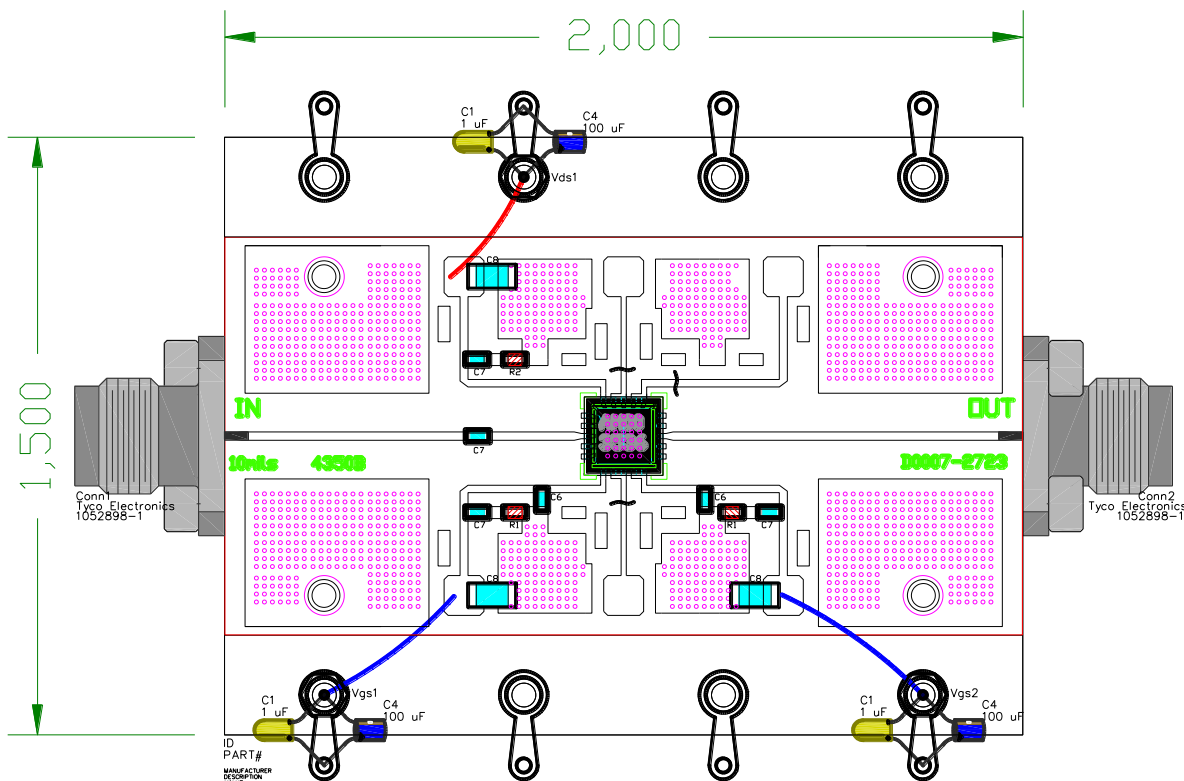 2,000
C1
1 uF
C4
100 uF
Vds1
C8
C7
R2
1,500
IN
OUT
C7
10mils 4350B
D0007-2723
Conn1
Tyco Electronics
1052898-1
Conn2
Tyco Electronics
1052898-1
C6
C6
C7
R1
R1
C7
C8
C8
Vgs1
Vgs2
C1
1 uF
C4
100 uF
C1
1 uF
C4
100 uF
ID
PART#
MANUFACTURER
DESCRIPTION